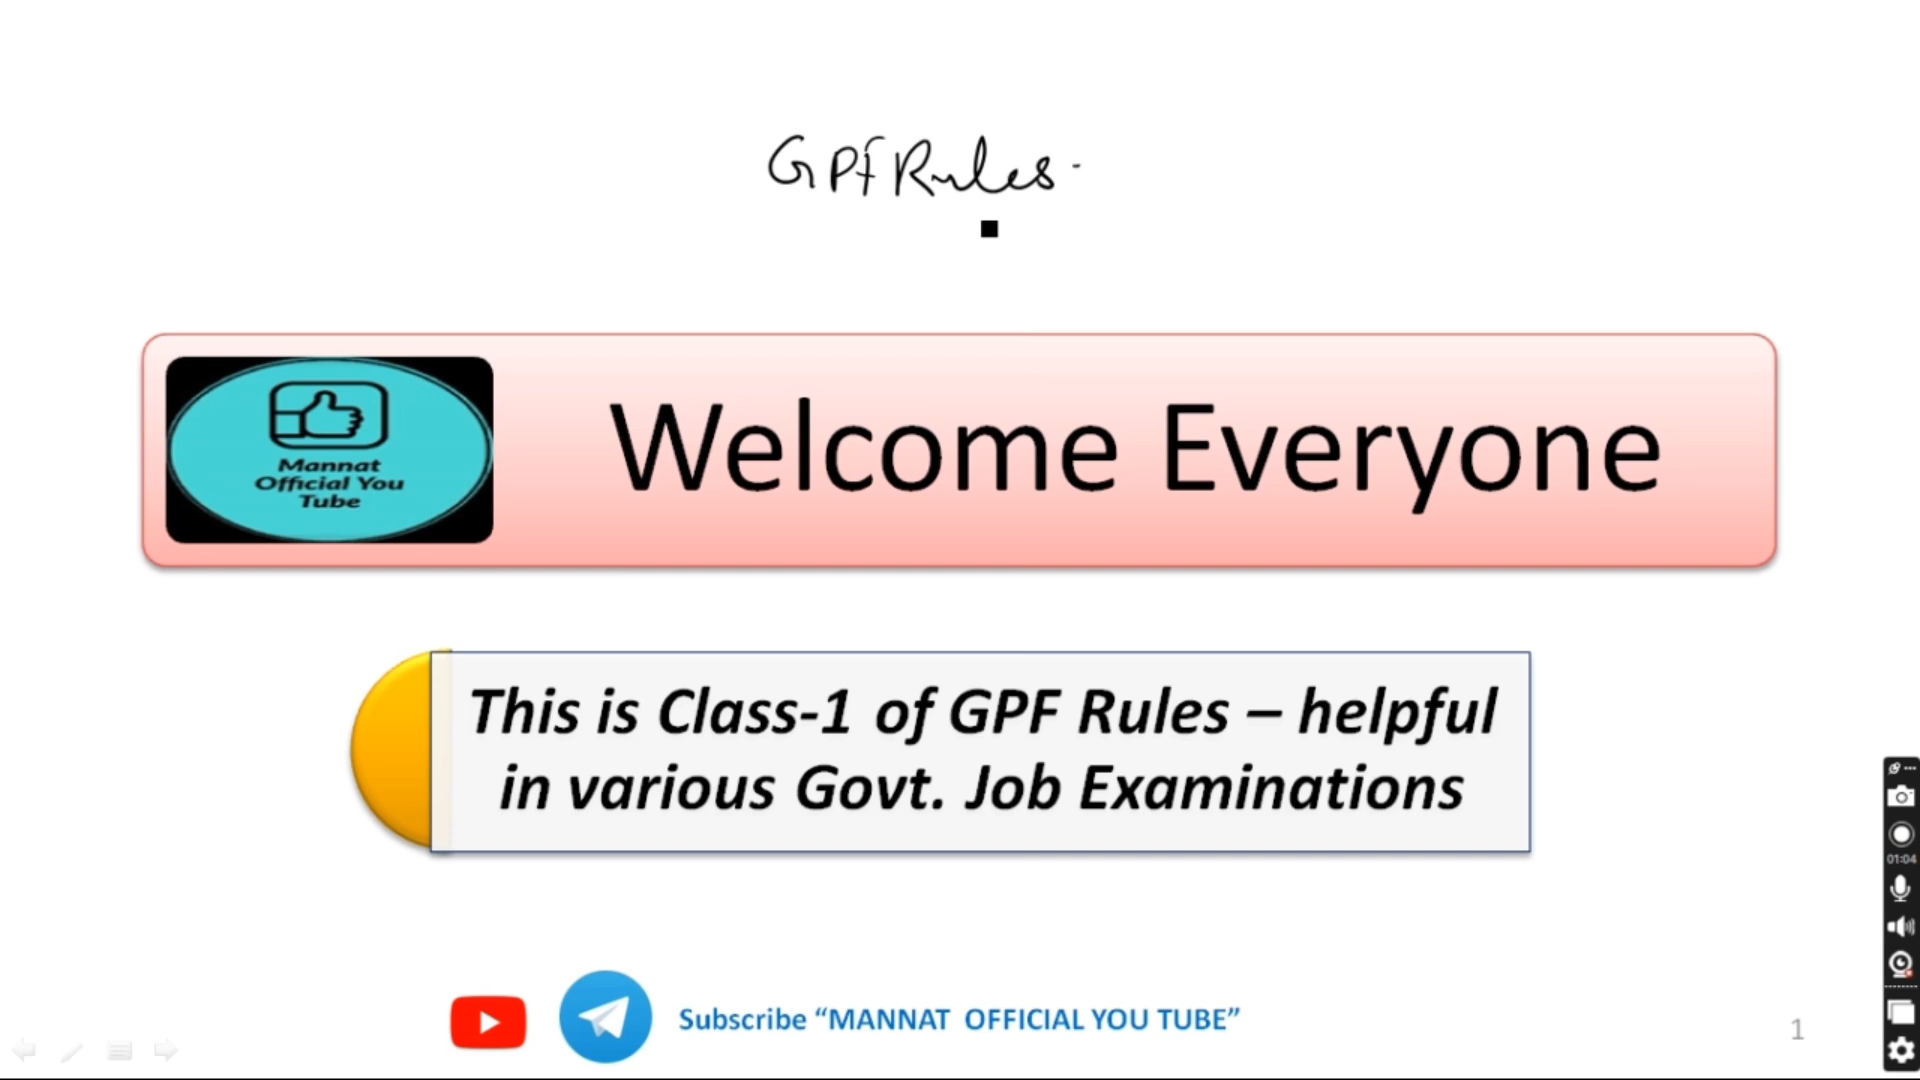 GPF Rules -
Mannat
Official You
Tube
Welcome Everyone
This is Class-1 of GPF Rules – helpful
in various Govt. Job Examinations
Subscribe “MANNAT OFFICIAL YOU TUBE”
1
01:04